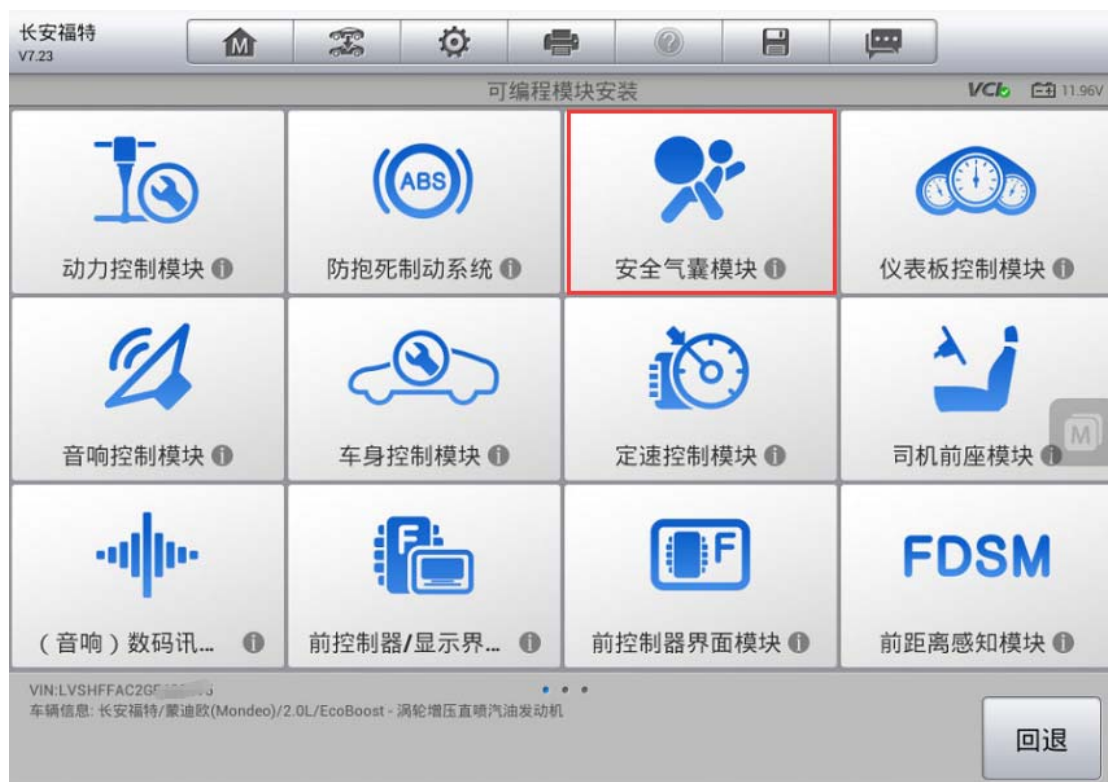 长安福特
V7.23
M
可编程模块安装
VCI
11.96V
ABS
动力控制模块
防抱死制动系统
安全气囊模块
仪表板控制模块
音响控制模块
车身控制模块
定速控制模块
司机前座模块
M
F
F
FDSM
（音响）数码讯...
前控制器/显示界...
前控制器界面模块
前距离感知模块
VIN:LVSHFFAC2G
车辆信息: 长安福特/蒙迪欧(Mondeo)/2.0L/EcoBoost - 涡轮增压直喷汽油发动机
回退